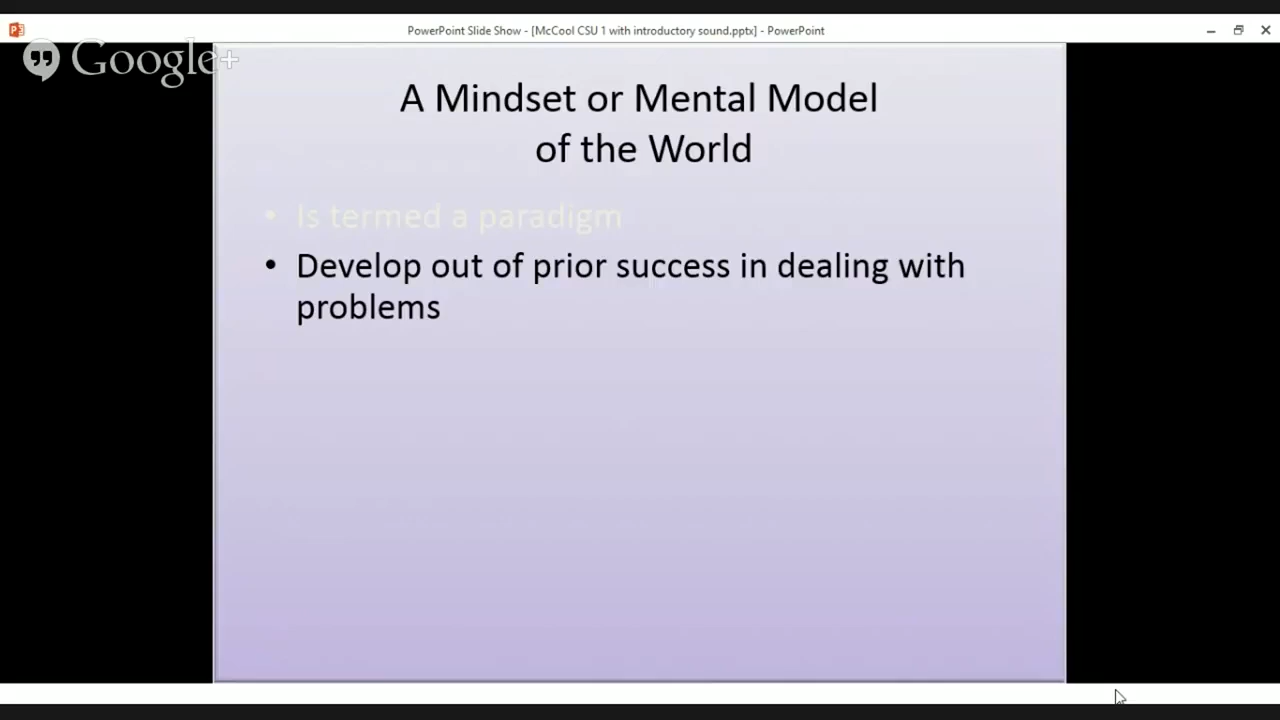 PowerPoint Slide Show - [McCool CSU 1 with introductory sound.pptx] - PowerPoint
Google+
A Mindset or Mental Model
of the World
• Is termed a paradigm
• Develop out of prior success in dealing with
problems